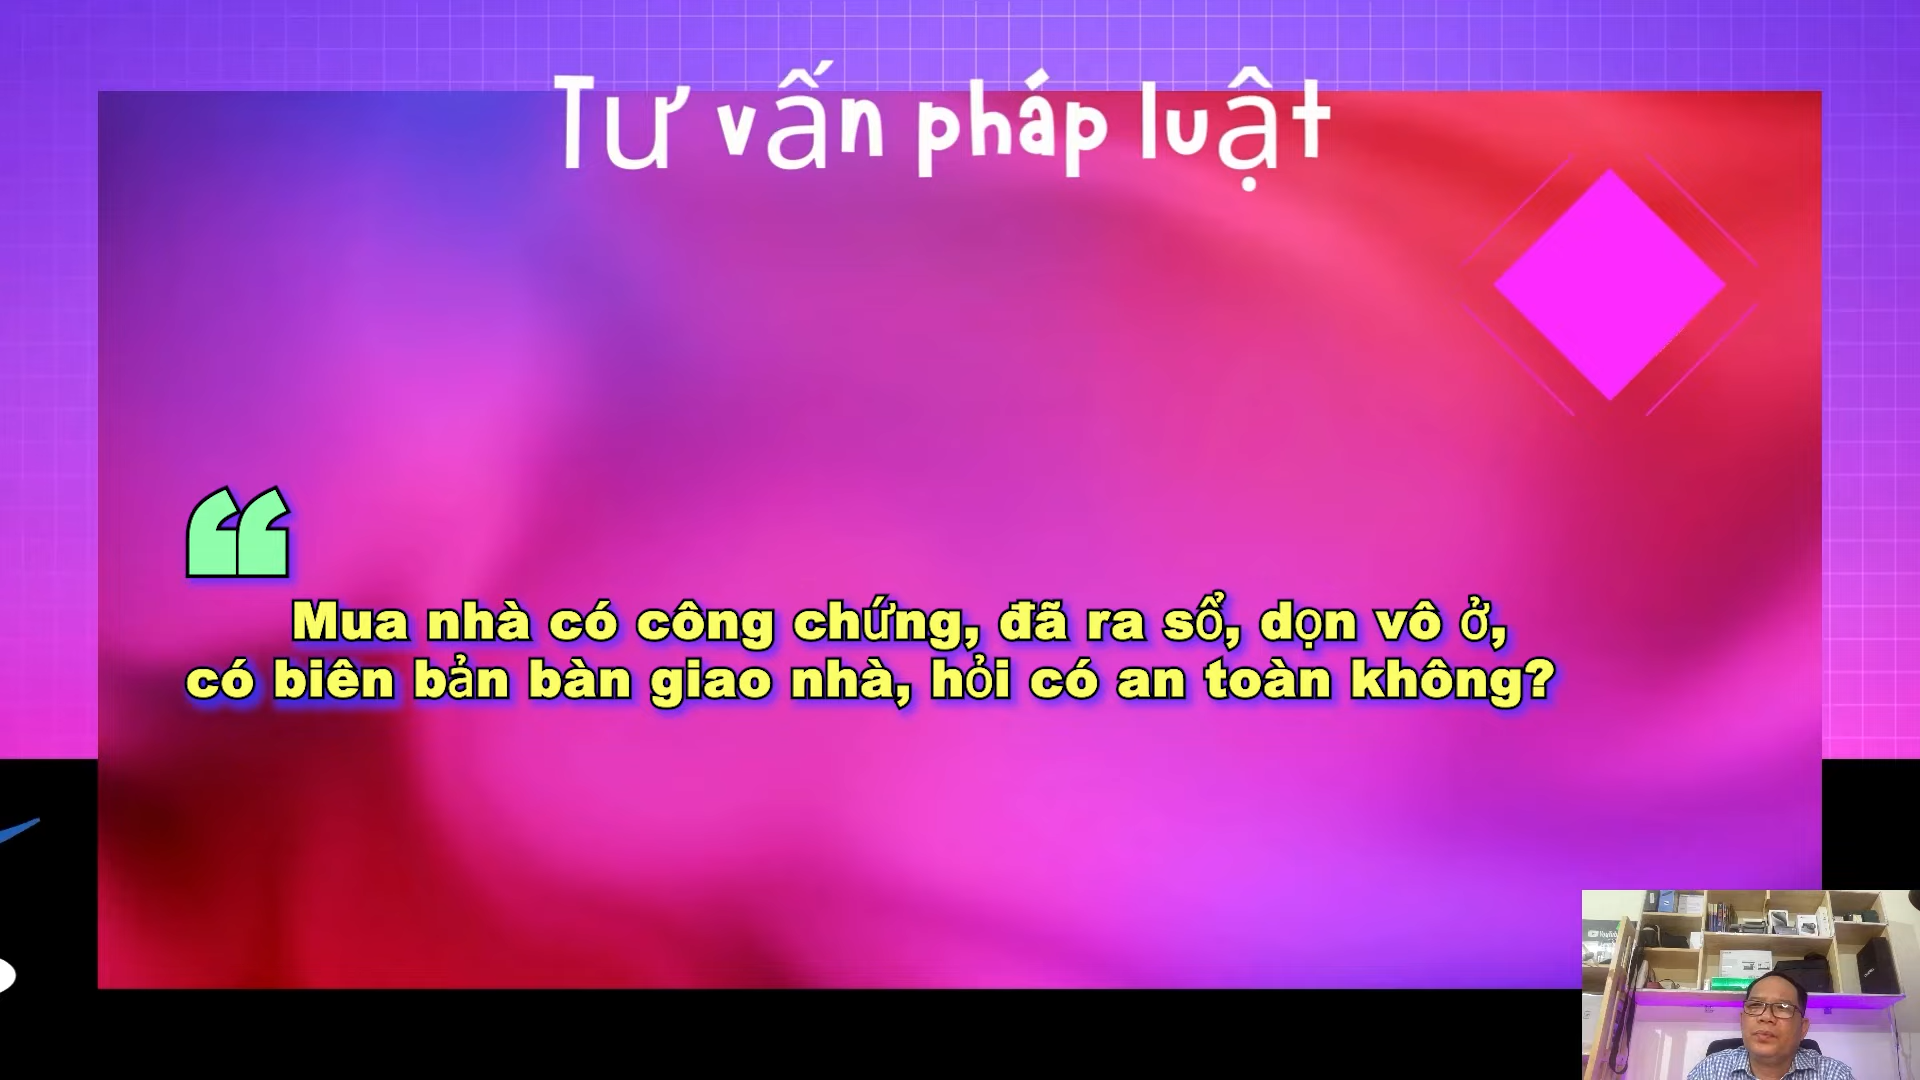 Tư vấn pháp luật
“
Mua nhà có công chứng, đã ra sổ, dọn vô ở,
có biên bản bàn giao nhà, hỏi có an toàn không?
YouTube